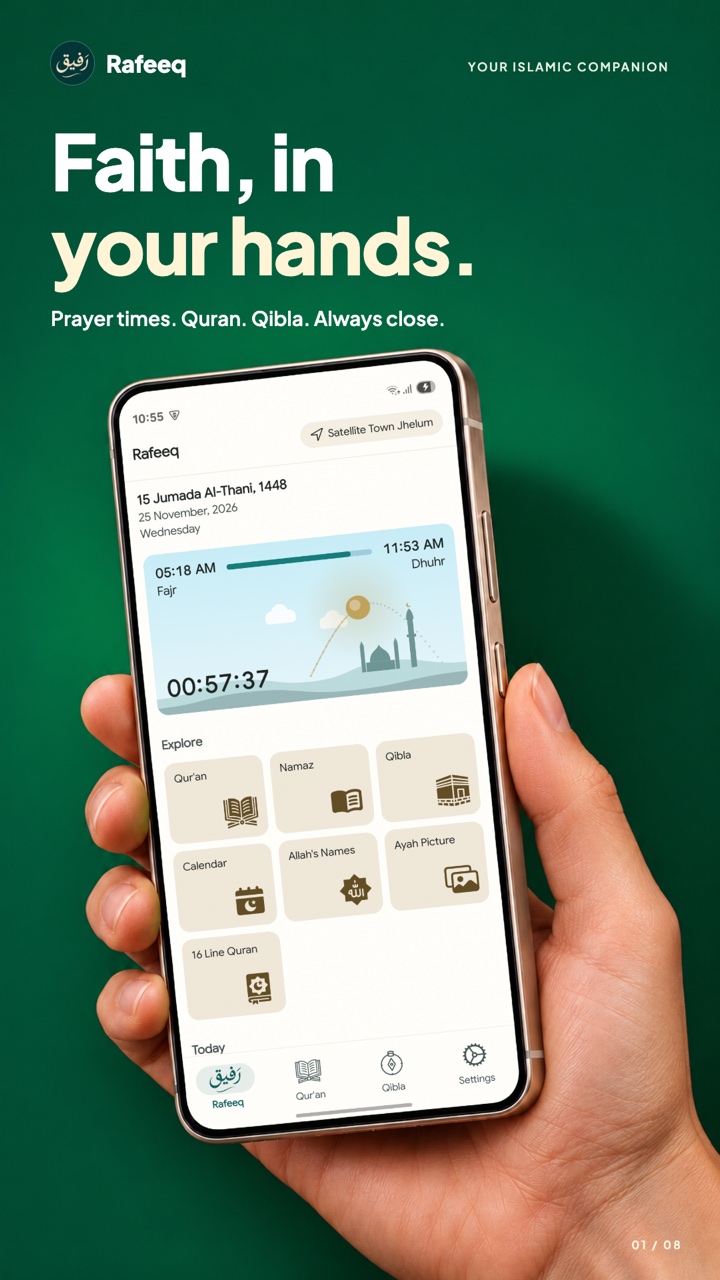 رفيق
Rafeeq
YOUR ISLAMIC COMPANION
Faith, in
your hands.
Prayer times. Quran. Qibla. Always close.
10:55
Rafeeq
Satellite Town Jhelum
15 Jumada Al-Thani, 1448
25 November, 2026
Wednesday
05:18 AM
11:53 AM
Fajr
Dhuhr
00:57:37
Explore
Qur'an
Namaz
Qibla
Calendar
Allah's Names
Ayah Picture
الله
16 Line Quran
Today
رفيق
Rafeeq
Qur'an
Qibla
Settings
01 / 08